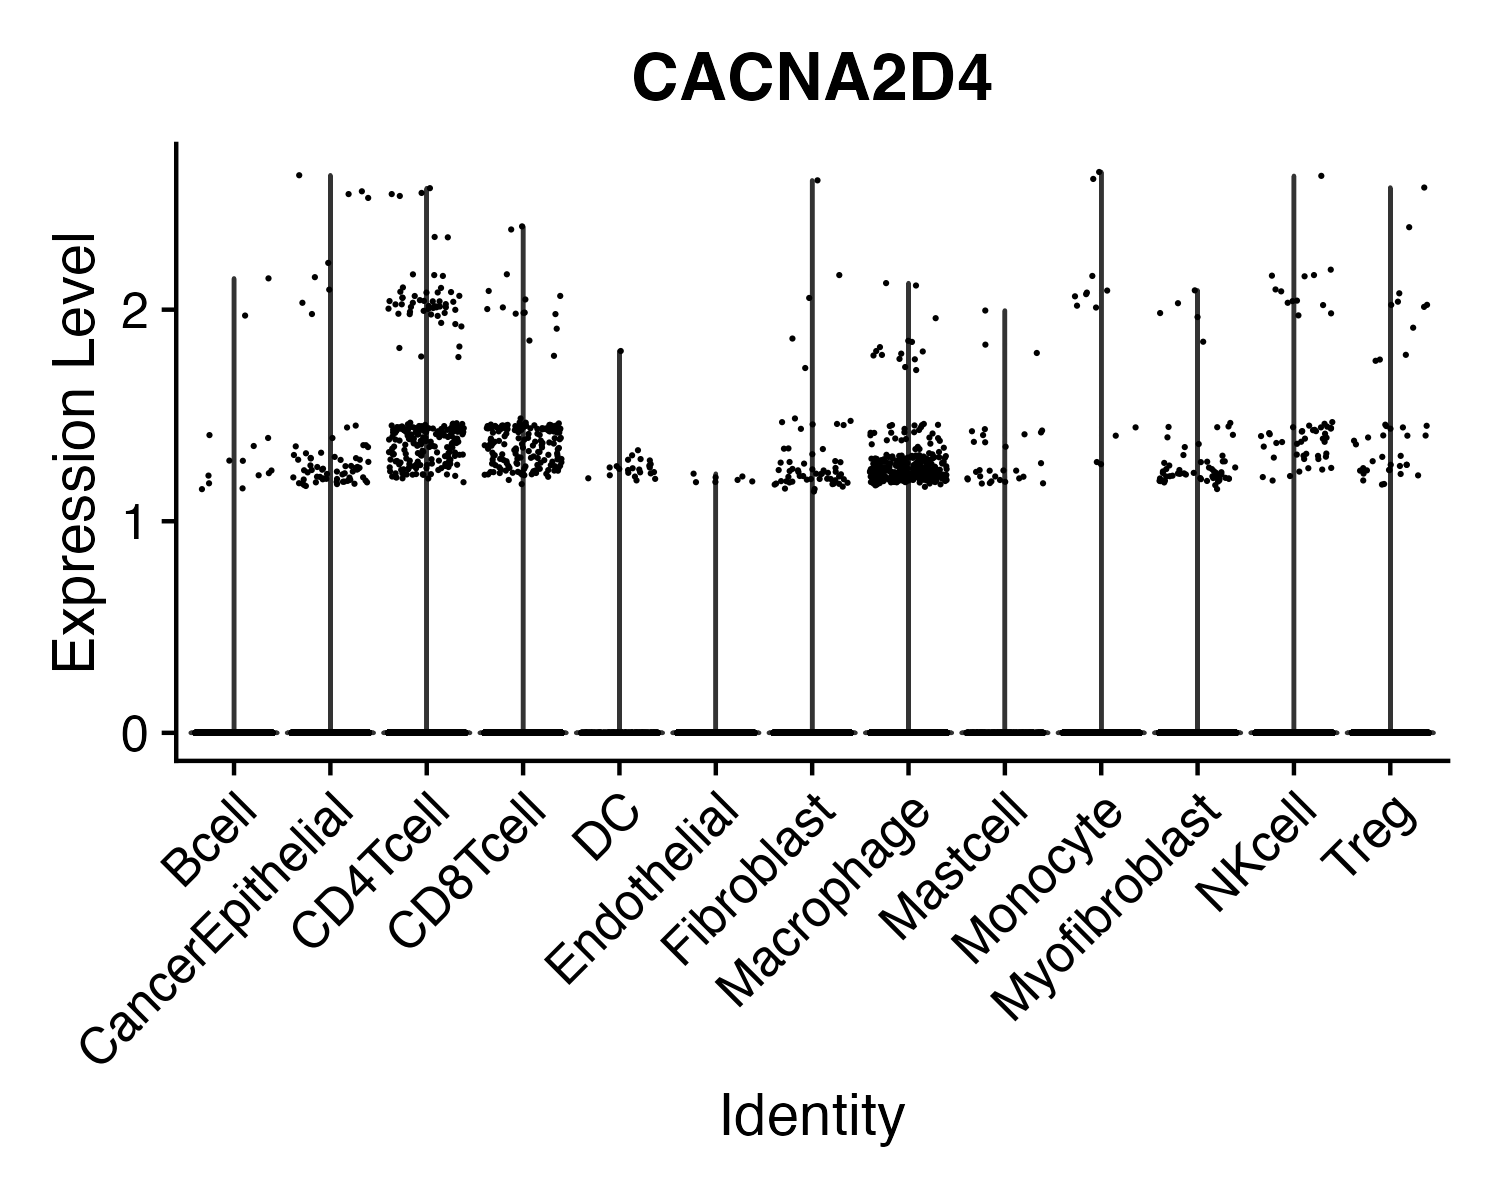 CACNA2D4
Expression Level
2
1
0
Bcell
CancerEpithelial
CD4Tcell
CD8Tcell
DC
Endothelial
Fibroblast
Macrophage
Mastcell
Monocyte
Myofibroblast
NKcell
Treg
Identity